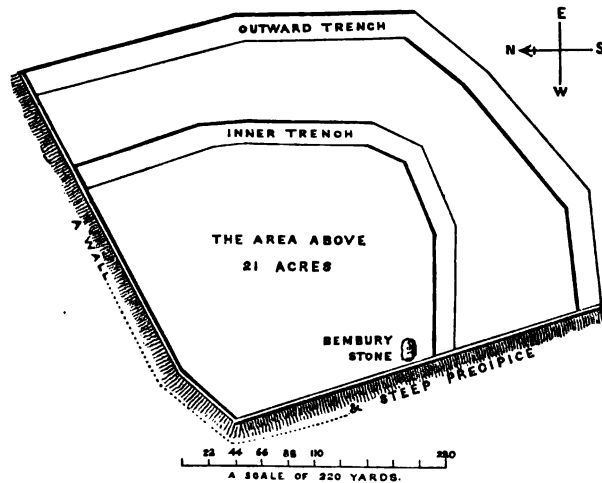 OUTWARD TRENCH
E
N
S
W
INNER TRENCH
THE AREA ABOVE
21 ACRES
A WALL
BEMBURY
STONE
& STEEP PRECIPICE
22 44 66 88 110 220
A SCALE OF 220 YARDS.